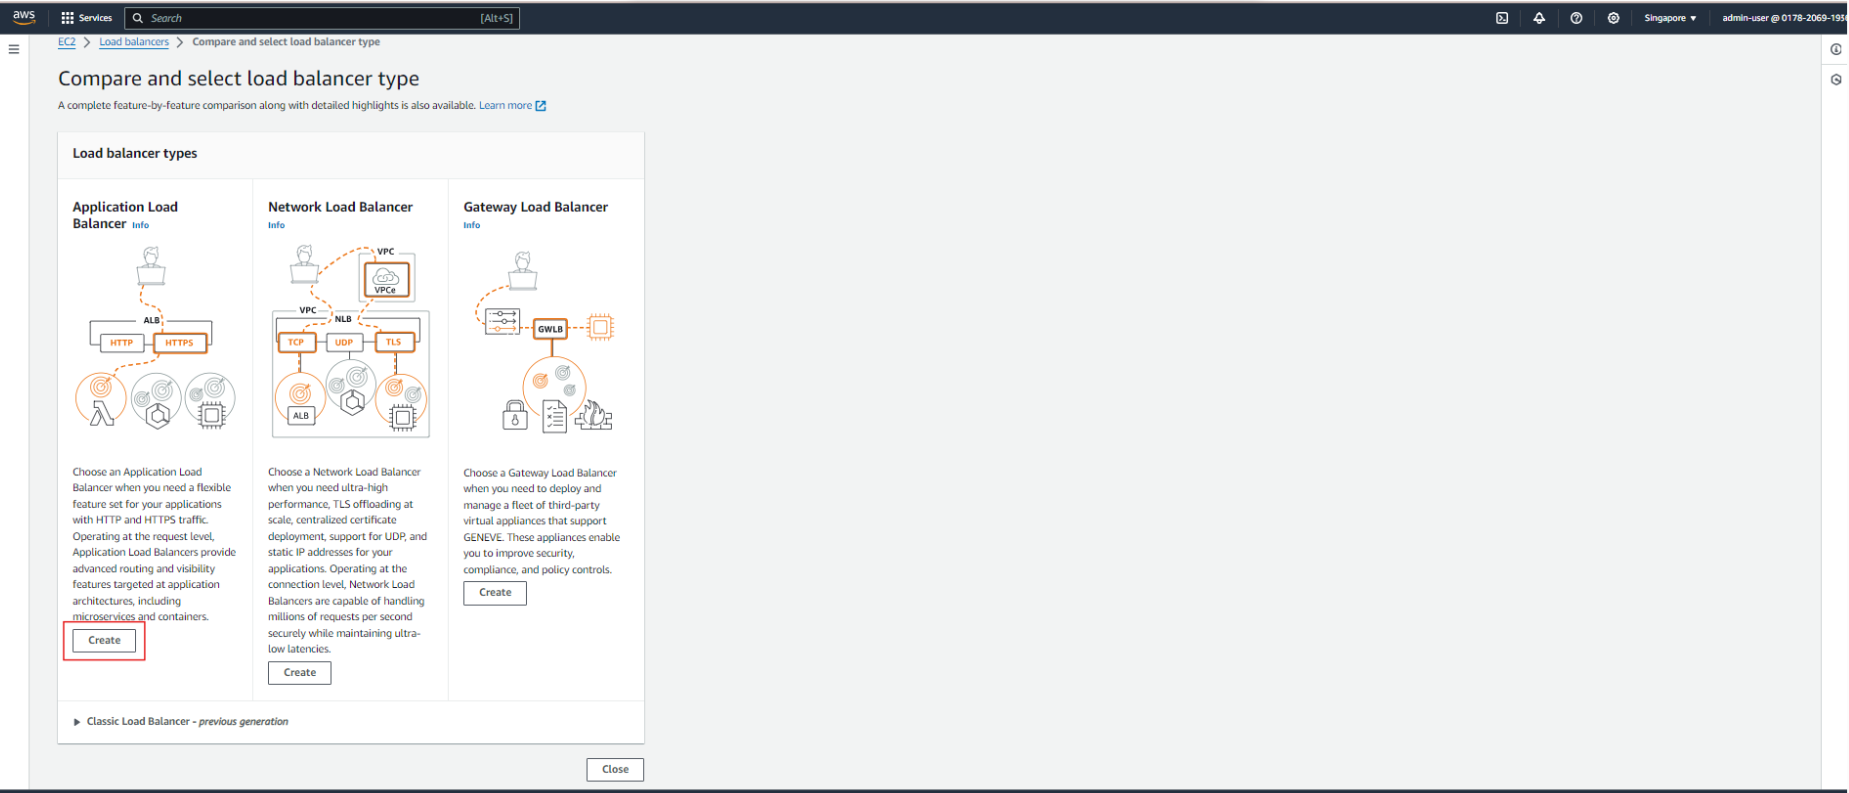 aws Services Search [Alt+S] Singapore ▼ admin-user @ 0178-2069-193
EC2 > Load balancers > Compare and select load balancer type
Compare and select load balancer type
A complete feature-by-feature comparison along with detailed highlights is also available. Learn more
Load balancer types
Application Load
Balancer Info
ALB
HTTP HTTPS
Choose an Application Load
Balancer when you need a flexible
feature set for your applications
with HTTP and HTTPS traffic.
Operating at the request level,
Application Load Balancers provide
advanced routing and visibility
features targeted at application
architectures, including
microservices and containers.
Create
Network Load Balancer
Info
VPC
VPCe
VPC
NLB
TCP UDP TLS
ALB
Choose a Network Load Balancer
when you need ultra-high
performance, TLS offloading at
scale, centralized certificate
deployment, support for UDP, and
static IP addresses for your
applications. Operating at the
connection level, Network Load
Balancers are capable of handling
millions of requests per second
securely while maintaining ultra-
low latencies.
Create
Gateway Load Balancer
Info
GWLB
Choose a Gateway Load Balancer
when you need to deploy and
manage a fleet of third-party
virtual appliances that support
GENEVE. These appliances enable
you to improve security,
compliance, and policy controls.
Create
Classic Load Balancer - previous generation
Close